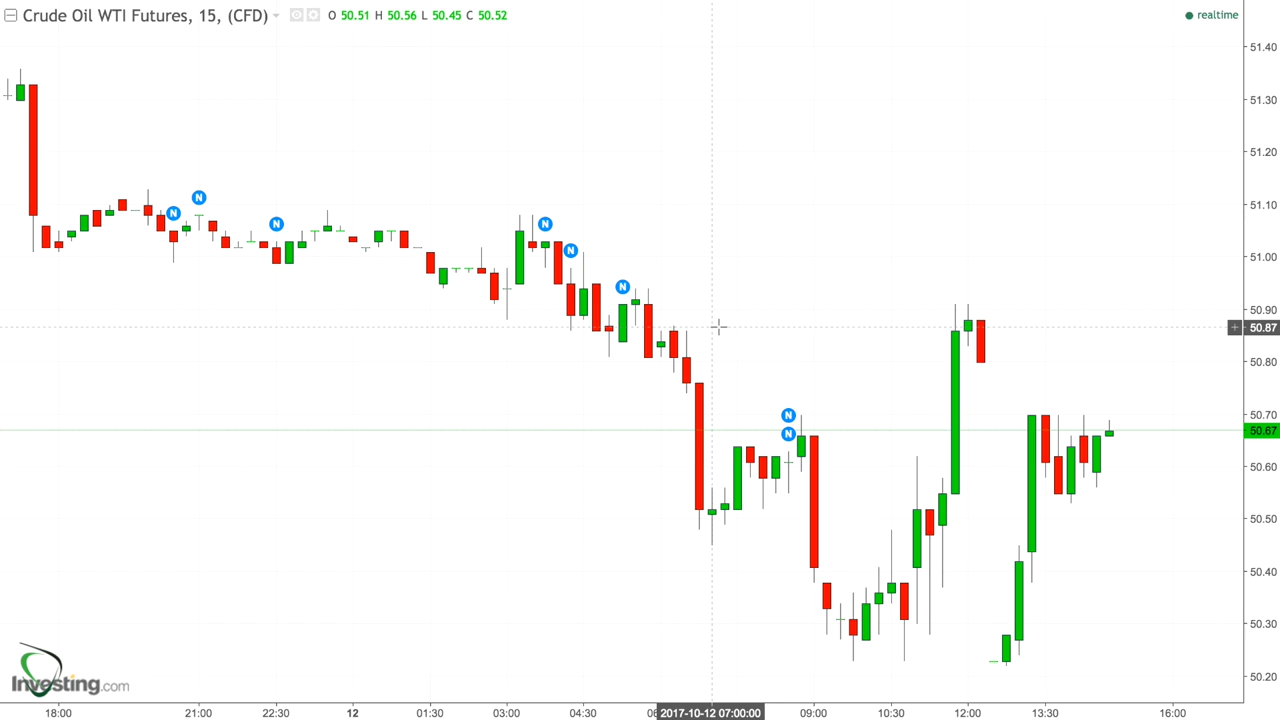 Crude Oil WTI Futures, 15, (CFD) O 50.51 H 50.56 L 50.45 C 50.52
realtime
51.40
51.30
51.20
51.10
51.00
50.90
50.87
50.80
50.70
50.67
50.60
50.50
50.40
50.30
50.20
N
N
N
N
N
N
N
N
Investing.com
18:00 21:00 22:30 12 01:30 03:00 04:30 2017-10-12 07:00:00 09:00 10:30 12:00 13:30 16:00